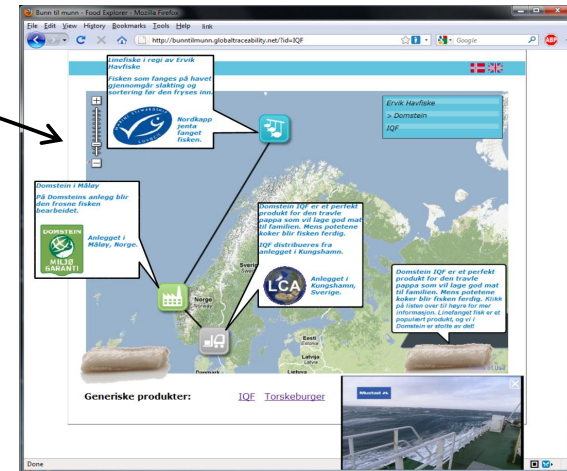 Bunn til munn - Food Explorer - Mozilla Firefox
File Edit View History Bookmarks Tools Help link
http://bunntilmunn.globaltraceability.net/?id=IQF
Google
ABP
Linefiske i regi av Ervik
Havfiske
Fisken som fanges på havet
gjennomgår slakting og
sortering før den fryses inn.
Nordkapp
jenta
fanget
fisken.
Ervik Havfiske
> Domstein
IQF
Domstein i Måløy
På Domsteins anlegg blir
den frosne fisken
bearbeidet.
DOMSTEIN
MILJØ
GARANTI
Anlegget i
Måløy, Norge.
Domstein IQF er et perfekt
produkt for den travle
pappa som vil lage god mat
til familien. Mens potetene
koker blir fisken ferdig.
IQF distribueres fra
anlegget i Kungshamn.
LCA
Anlegget i
Kungshamn,
Sverige.
Domstein IQF er et perfekt
produkt for den travle
pappa som vil lage god mat
til familien. Mens potetene
koker blir fisken ferdig. Klikk
på listen over til høyre for mer
informasjon. Linefanget fisk er et
populært produkt, og vi i
Domstein er stolte av det!
Norge
Norway
Eesti
Estonia
Latvija
Latvia
Lietuva
Danmark
Generiske produkter: IQF Torskeburger
Mustad
Done